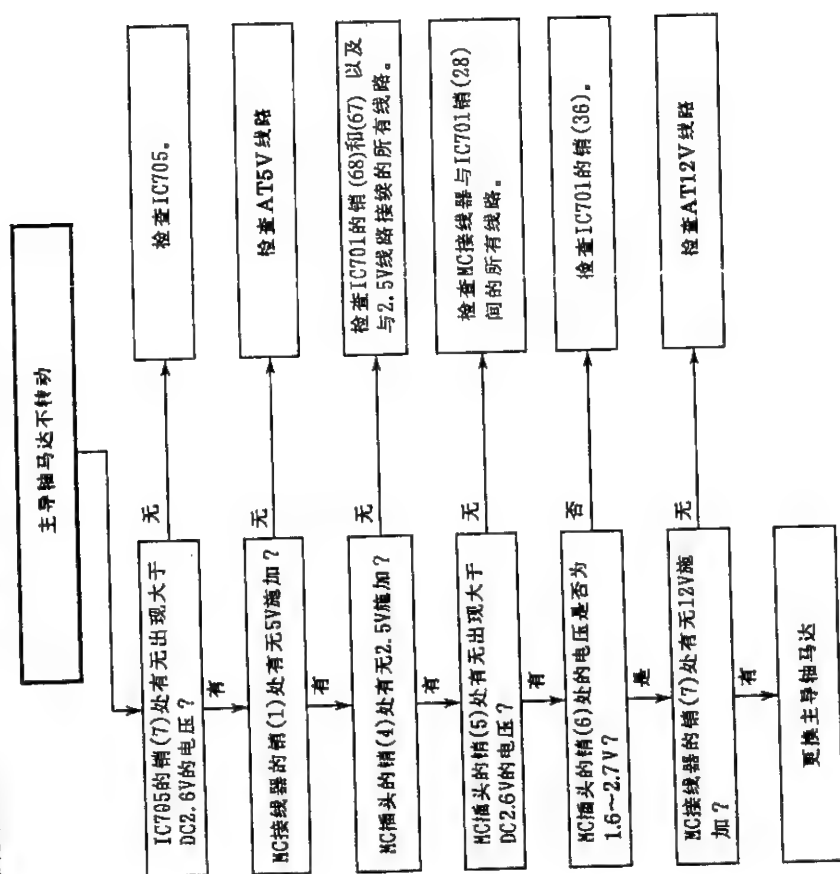 主导轴马达不转动
IC705的销(7)处有无出现大于
DC2.6V的电压？
无
检查IC705。
有
MC接线器的销(1)处有无5V施加？
无
检查AT5V线路
有
MC插头的销(4)处有无2.5V施加？
无
检查IC701的销(68)和(67) 以及
与2.5V线路接续的所有线路。
有
MC插头的销(5)处有无出现大于
DC2.6V的电压？
无
检查MC接线器与IC701销(28)
间的所有线路。
有
MC插头的销(6)处的电压是否为
1.6～2.7V？
否
检查IC701的销(36)。
是
MC接线器的销(7)处有无12V施
加？
无
检查AT12V线路
有
更换主导轴马达